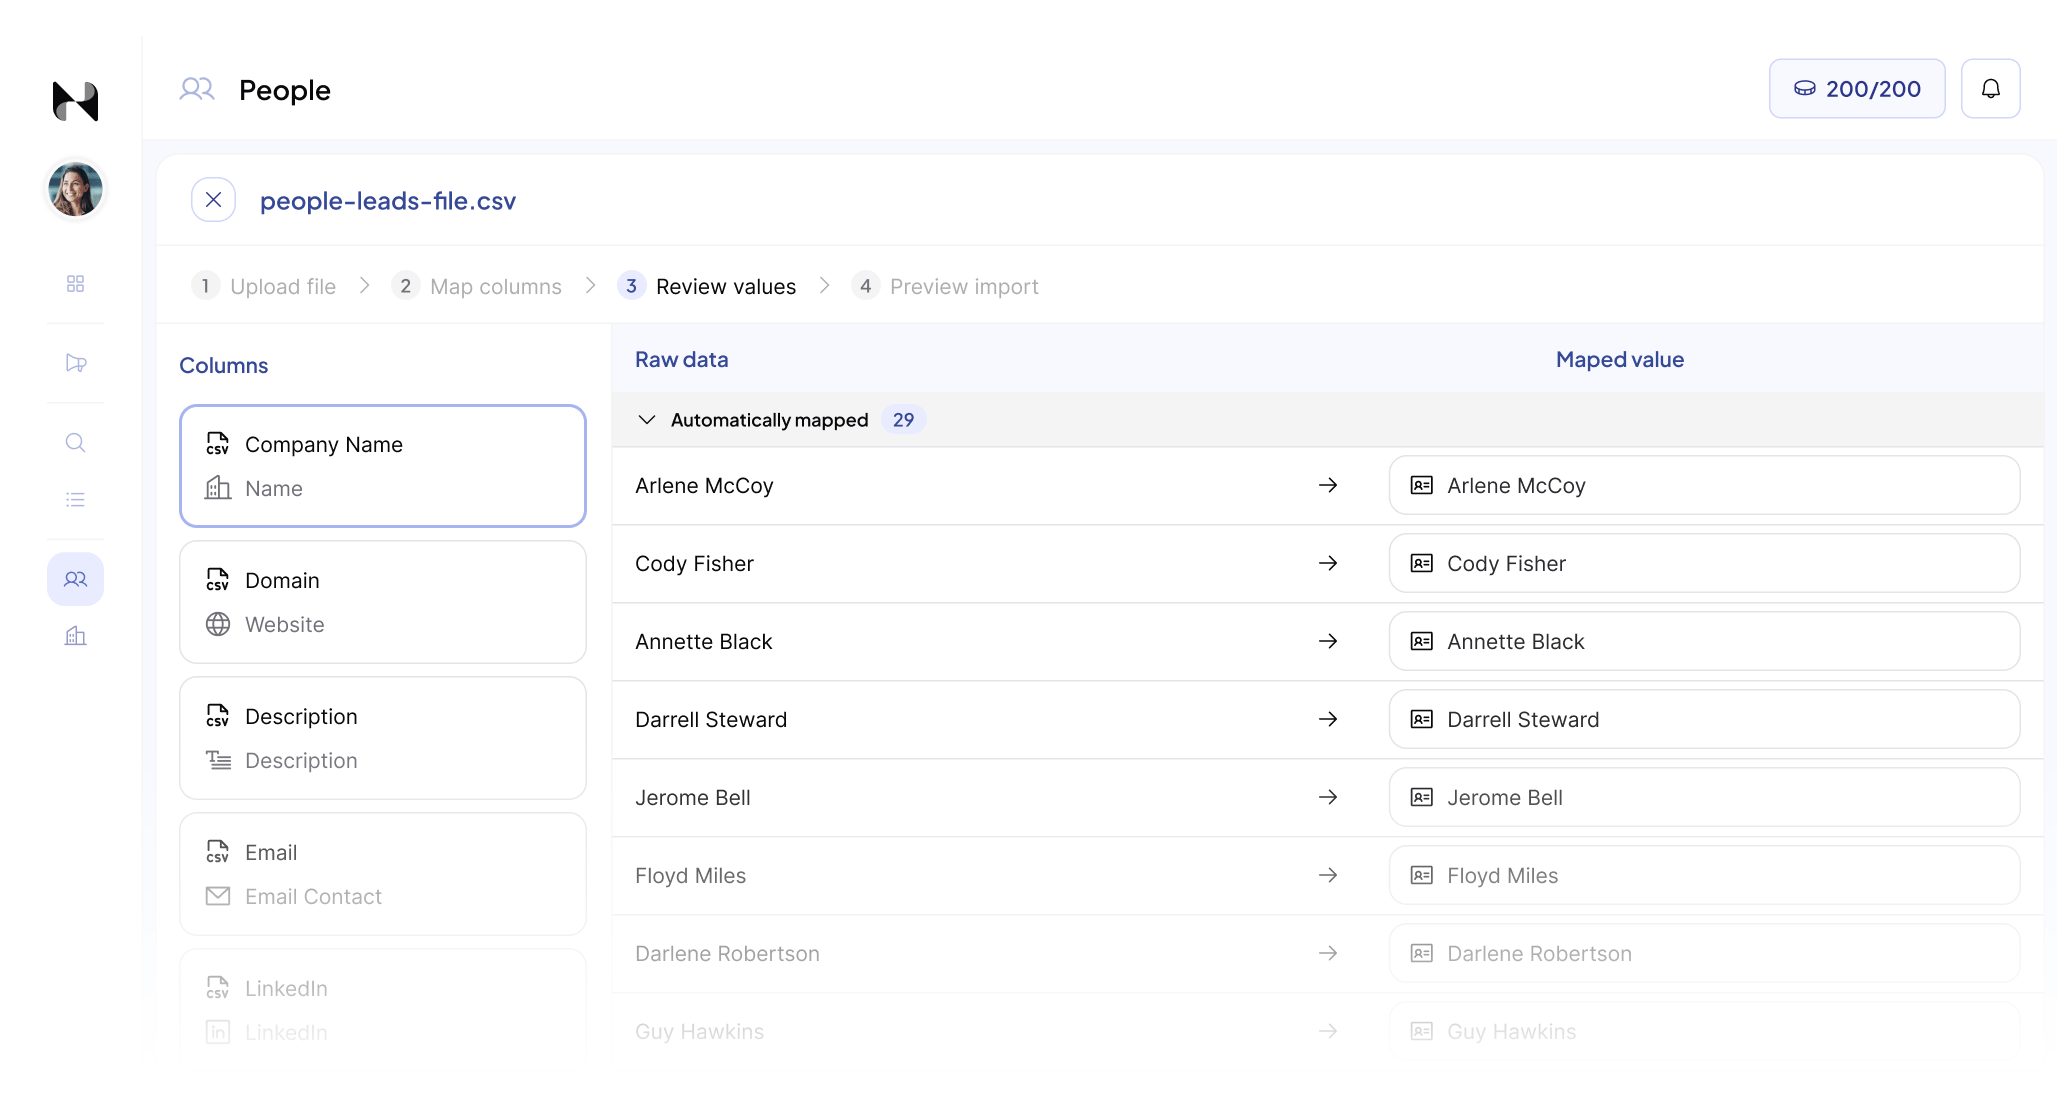 People
200/200
people-leads-file.csv
1 Upload file
2 Map columns
3 Review values
4 Preview import
Columns
CSV Company Name
Name
CSV Domain
Website
CSV Description
Description
CSV Email
Email Contact
CSV LinkedIn
in LinkedIn
Raw data
Maped value
Automatically mapped 29
Arlene McCoy
Arlene McCoy
Cody Fisher
Cody Fisher
Annette Black
Annette Black
Darrell Steward
Darrell Steward
Jerome Bell
Jerome Bell
Floyd Miles
Floyd Miles
Darlene Robertson
Darlene Robertson
Guy Hawkins
Guy Hawkins